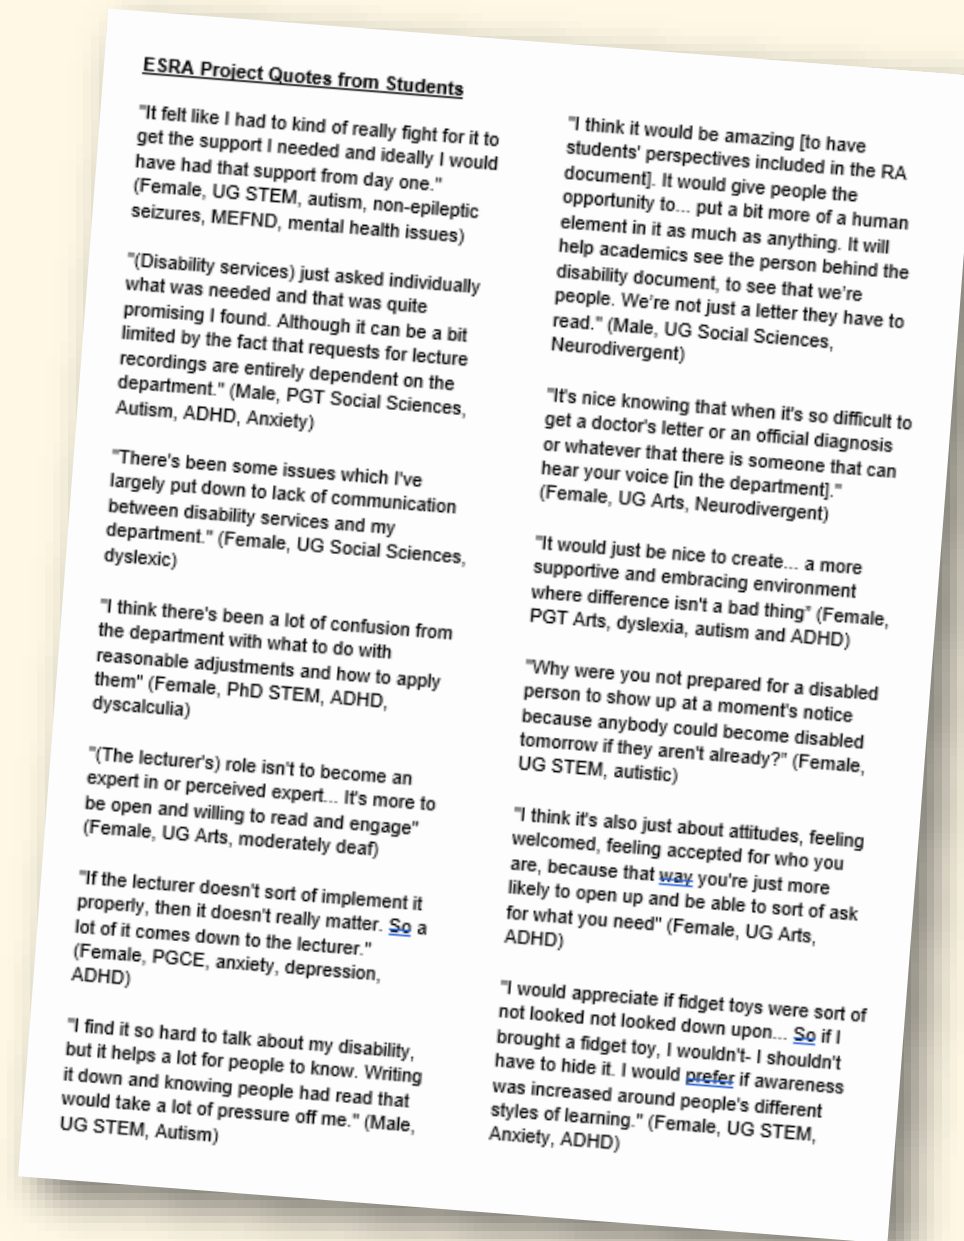 ESRA Project Quotes from Students
"It felt like I had to kind of really fight for it to
get the support I needed and ideally I would
have had that support from day one."
(Female, UG STEM, autism, non-epileptic
seizures, MEFND, mental health issues)
"(Disability services) just asked individually
what was needed and that was quite
promising I found. Although it can be a bit
limited by the fact that requests for lecture
recordings are entirely dependent on the
department." (Male, PGT Social Sciences,
Autism, ADHD, Anxiety)
"There's been some issues which I've
largely put down to lack of communication
between disability services and my
department." (Female, UG Social Sciences,
dyslexic)
"I think there's been a lot of confusion from
the department with what to do with
reasonable adjustments and how to apply
them" (Female, PhD STEM, ADHD,
dyscalculia)
"(The lecturer's) role isn't to become an
expert in or perceived expert... It's more to
be open and willing to read and engage"
(Female, UG Arts, moderately deaf)
"If the lecturer doesn't sort of implement it
properly, then it doesn't really matter. So a
lot of it comes down to the lecturer."
(Female, PGCE, anxiety, depression,
ADHD)
"I find it so hard to talk about my disability,
but it helps a lot for people to know. Writing
it down and knowing people had read that
would take a lot of pressure off me." (Male,
UG STEM, Autism)
"I think it would be amazing [to have
students' perspectives included in the RA
document]. It would give people the
opportunity to... put a bit more of a human
element in it as much as anything. It will
help academics see the person behind the
disability document, to see that we're
people. We're not just a letter they have to
read." (Male, UG Social Sciences,
Neurodivergent)
"It's nice knowing that when it's so difficult to
get a doctor's letter or an official diagnosis
or whatever that there is someone that can
hear your voice [in the department]."
(Female, UG Arts, Neurodivergent)
"It would just be nice to create... a more
supportive and embracing environment
where difference isn't a bad thing" (Female,
PGT Arts, dyslexia, autism and ADHD)
"Why were you not prepared for a disabled
person to show up at a moment's notice
because anybody could become disabled
tomorrow if they aren't already?" (Female,
UG STEM, autistic)
"I think it's also just about attitudes, feeling
welcomed, feeling accepted for who you
are, because that way you're just more
likely to open up and be able to sort of ask
for what you need" (Female, UG Arts,
ADHD)
"I would appreciate if fidget toys were sort of
not looked not looked down upon... So if I
brought a fidget toy, I wouldn't- I shouldn't
have to hide it. I would prefer if awareness
was increased around people's different
styles of learning." (Female, UG STEM,
Anxiety, ADHD)